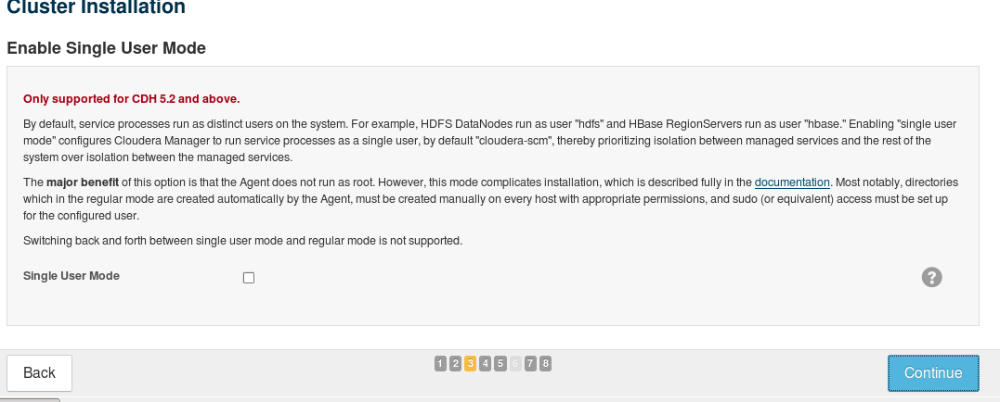 Cluster Installation
Enable Single User Mode
Only supported for CDH 5.2 and above.
By default, service processes run as distinct users on the system. For example, HDFS DataNodes run as user "hdfs" and HBase RegionServers run as user "hbase." Enabling "single user
mode" configures Cloudera Manager to run service processes as a single user, by default "cloudera-scm", thereby prioritizing isolation between managed services and the rest of the
system over isolation between the managed services.
The major benefit of this option is that the Agent does not run as root. However, this mode complicates installation, which is described fully in the documentation. Most notably, directories
which in the regular mode are created automatically by the Agent, must be created manually on every host with appropriate permissions, and sudo (or equivalent) access must be set up
for the configured user.
Switching back and forth between single user mode and regular mode is not supported.
Single User Mode ?
Back 1 2 3 4 5 6 7 8 Continue